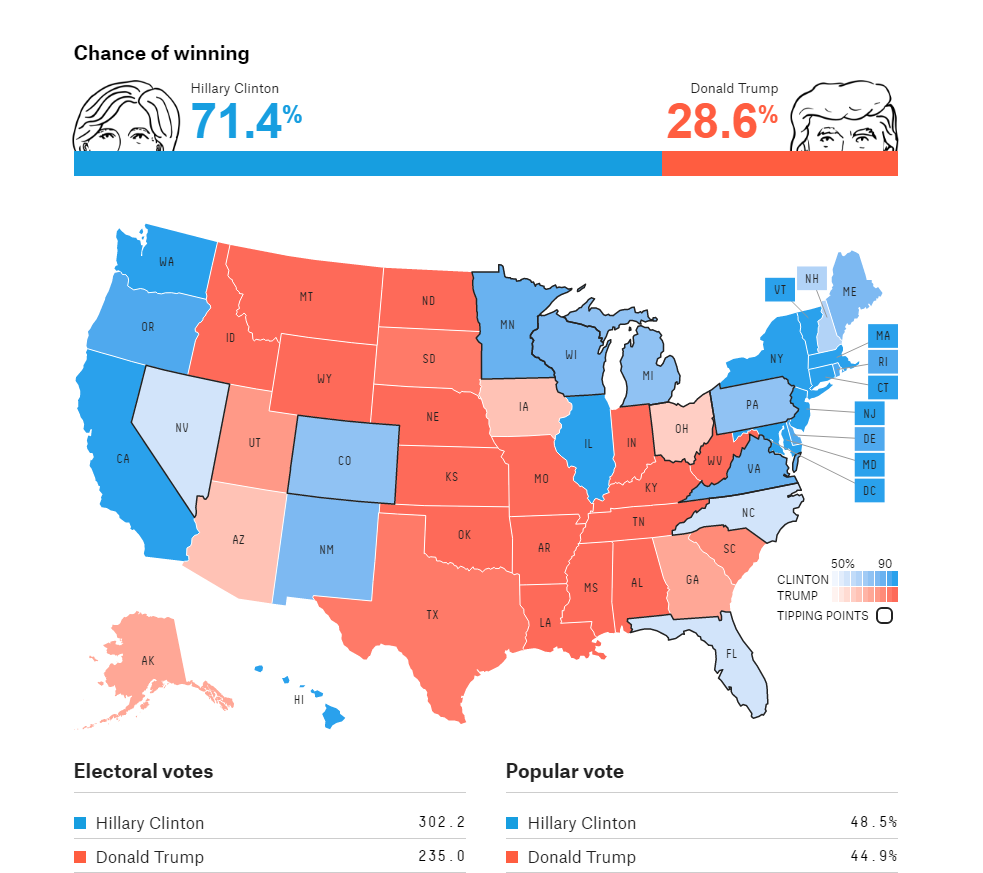 Chance of winning
Hillary Clinton
71.4%
Donald Trump
28.6%
WA
MT
ND
MN
VT
NH
ME
OR
ID
SD
WI
NY
MA
RI
WY
MI
CT
NE
IA
PA
NJ
NV
UT
CO
IL
IN
OH
DE
CA
KS
MO
KY
WV
VA
MD
DC
AZ
NM
OK
AR
TN
NC
MS
AL
GA
SC
TX
LA
FL
AK
HI
50% 90
CLINTON
TRUMP
TIPPING POINTS
Electoral votes
Hillary Clinton 302.2
Donald Trump 235.0
Popular vote
Hillary Clinton 48.5%
Donald Trump 44.9%